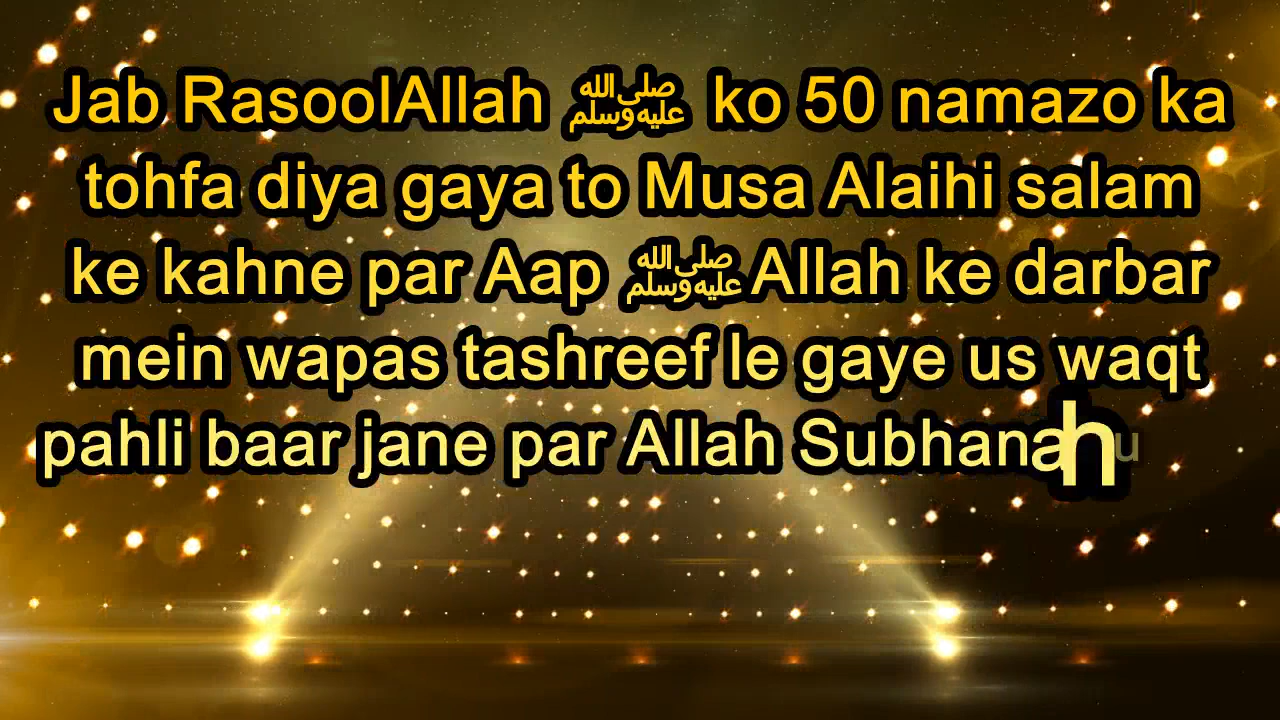 Jab RasoolAllah ﷺ ko 50 namazo ka
tohfa diya gaya to Musa Alaihi salam
ke kahne par Aap ﷺ Allah ke darbar
mein wapas tashreef le gaye us waqt
pahli baar jane par Allah Subhanahu